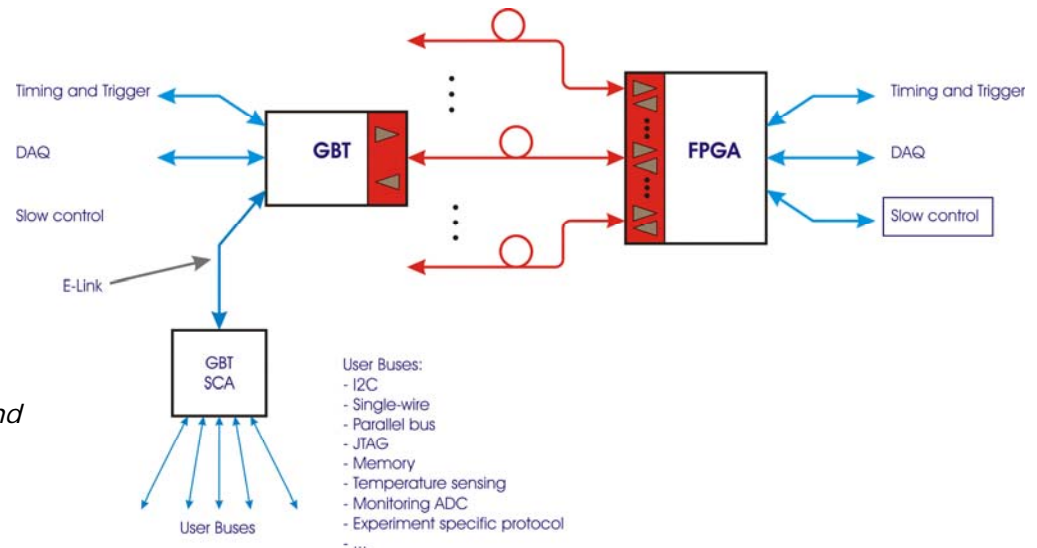 Timing and Trigger
DAQ
Slow control
E-Link
GBT
FPGA
Timing and Trigger
DAQ
Slow control
GBT
SCA
nd
User Buses
User Buses:
- I2C
- Single-wire
- Parallel bus
- JTAG
- Memory
- Temperature sensing
- Monitoring ADC
- Experiment specific protocol
- ...